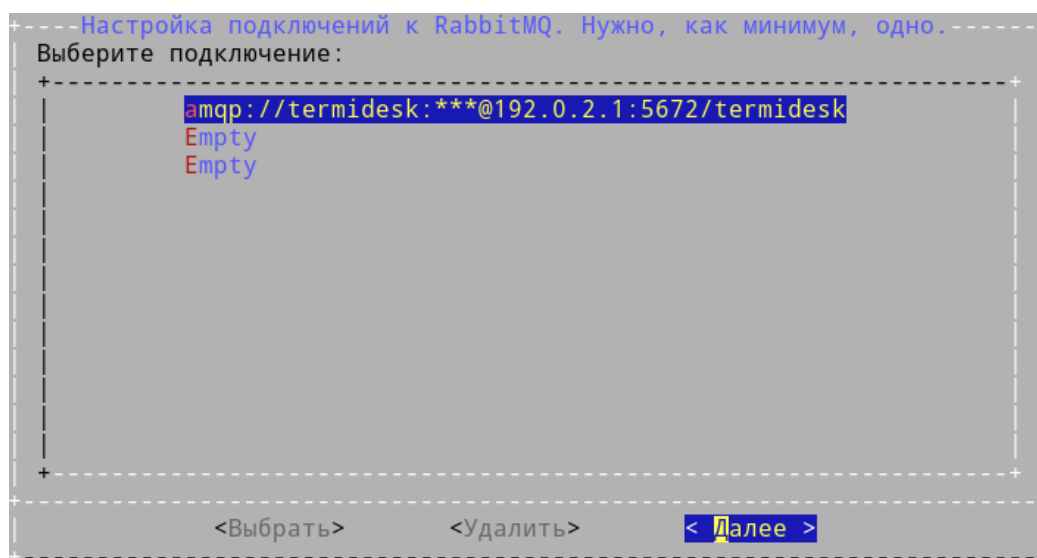 Настройка подключений к RabbitMQ. Нужно, как минимум, одно.
Выберите подключение:
amqp://termidesk:***@192.0.2.1:5672/termidesk
Empty
Empty
<Выбрать> <Удалить> < Далее >